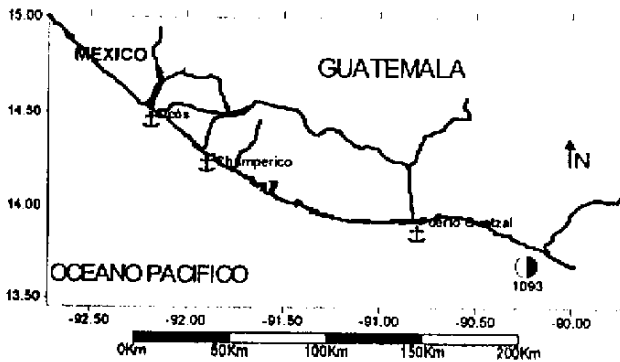 15.00
MEXICO
GUATEMALA
14.50
Ocós
Champerico
N
14.00
Puerto Quetzal
OCEANO PACIFICO
1093
13.50
-92.50 -92.00 -91.50 -91.00 -90.50 -90.00
0Km 50Km 100Km 150Km 200Km